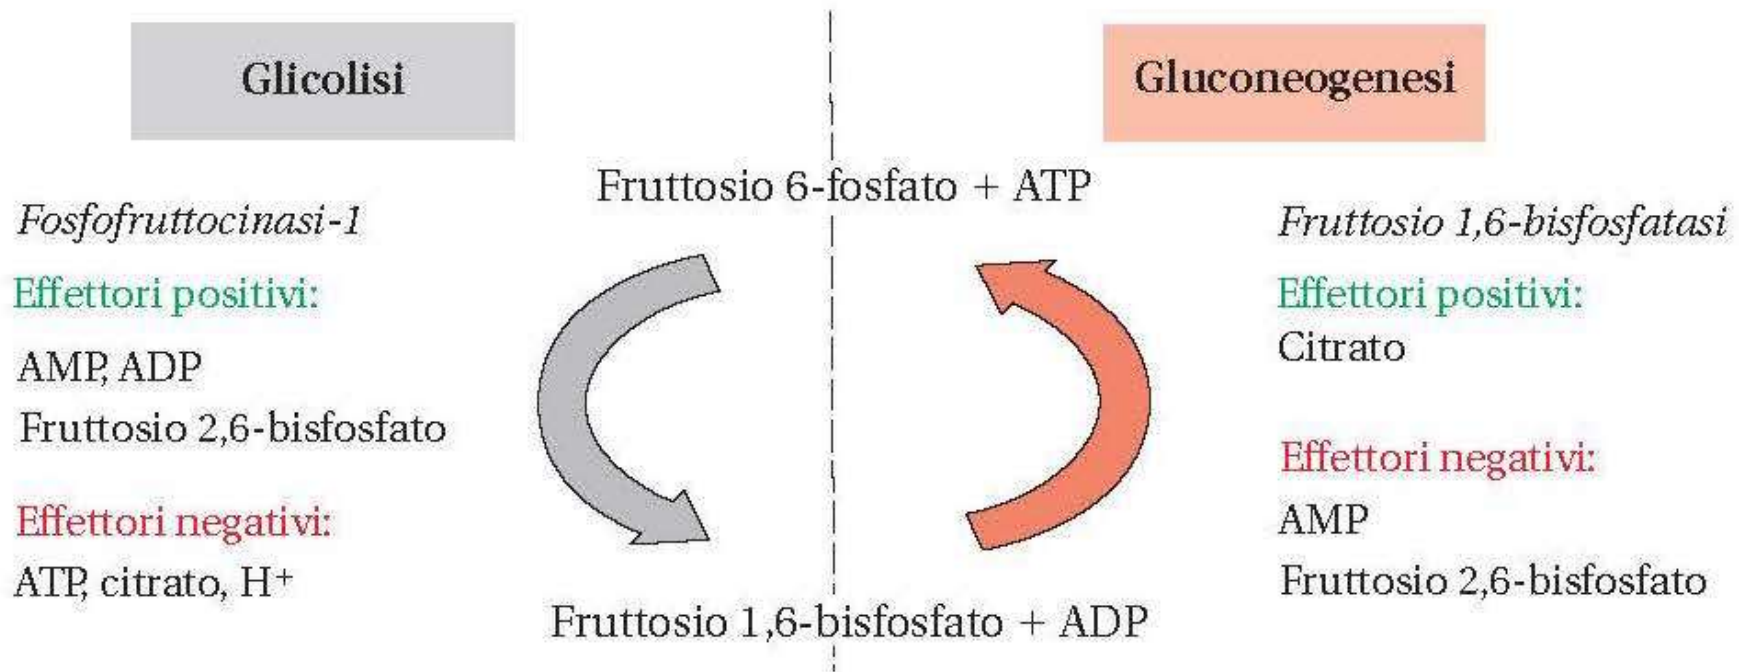 Glicolisi
Gluconeogenesi
Fruttosio 6-fosfato + ATP
Fosfofruttocinasi-1
Effettori positivi:
AMP, ADP
Fruttosio 2,6-bisfosfato
Effettori negativi:
ATP, citrato, H⁺
Fruttosio 1,6-bisfosfatasi
Effettori positivi:
Citrato
Effettori negativi:
AMP
Fruttosio 2,6-bisfosfato
Fruttosio 1,6-bisfosfato + ADP